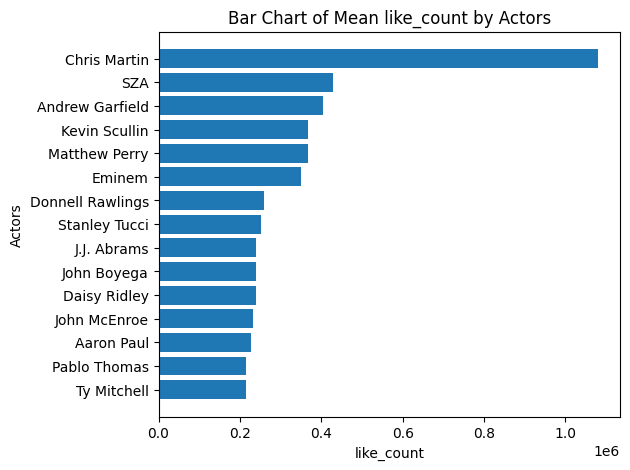 Bar Chart of Mean like_count by Actors
Chris Martin
SZA
Andrew Garfield
Kevin Scullin
Matthew Perry
Eminem
Donnell Rawlings
Stanley Tucci
J.J. Abrams
John Boyega
Daisy Ridley
John McEnroe
Aaron Paul
Pablo Thomas
Ty Mitchell
Actors
0.0 0.2 0.4 0.6 0.8 1.0
1e6
like_count